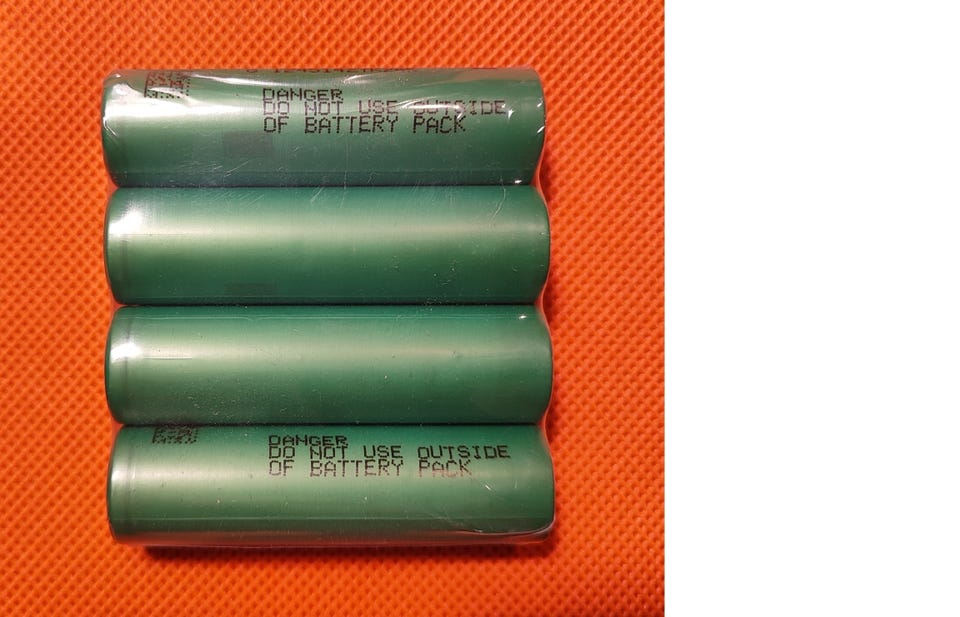 DANGER
DO NOT USE OUTSIDE
OF BATTERY PACK
DANGER
DO NOT USE OUTSIDE
OF BATTERY PACK